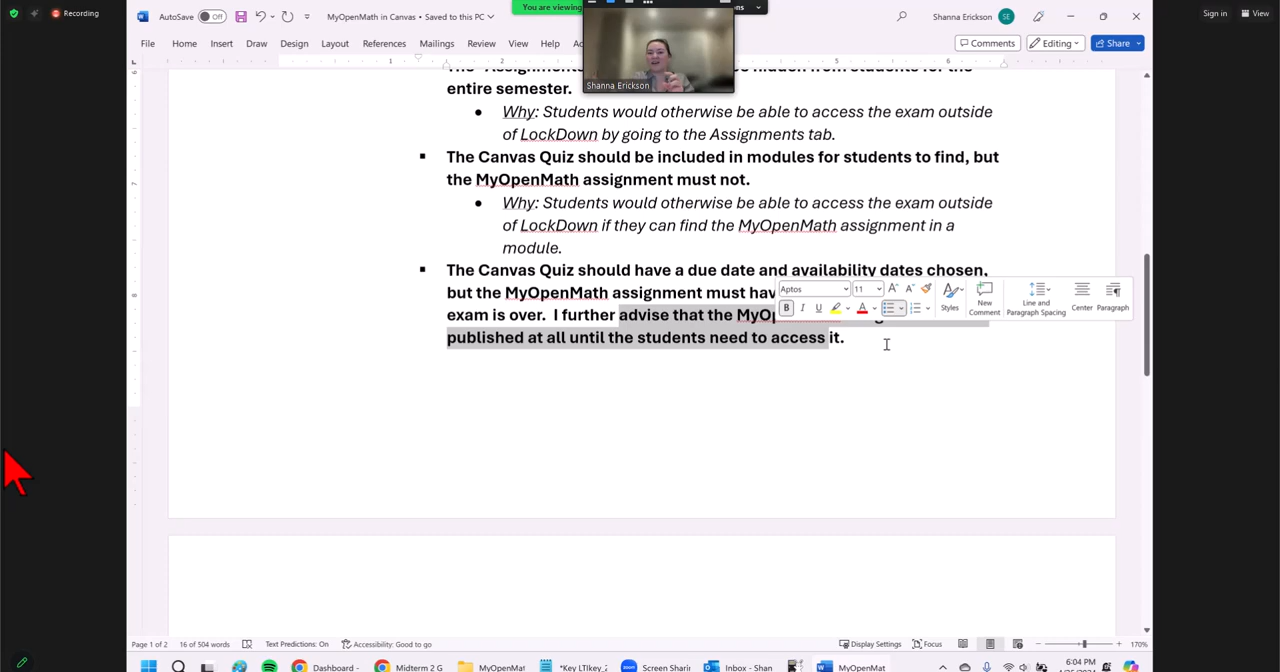 Recording
AutoSave Off
MyOpenMath in Canvas • Saved to this PC
You are viewing
Shanna Erickson SE
Sign in View
File Home Insert Draw Design Layout References Mailings Review View Help
Comments Editing Share
Shanna Erickson
entire semester.
Why: Students would otherwise be able to access the exam outside
of LockDown by going to the Assignments tab.
The Canvas Quiz should be included in modules for students to find, but
the MyOpenMath assignment must not.
Why: Students would otherwise be able to access the exam outside
of LockDown if they can find the MyOpenMath assignment in a
module.
The Canvas Quiz should have a due date and availability dates chosen,
but the MyOpenMath assignment must hav
exam is over. I further advise that the MyOp
published at all until the students need to access it.
Aptos 11
Styles New Comment Line and Paragraph Spacing Center Paragraph
Page 1 of 2 16 of 504 words Text Predictions: On Accessibility: Good to go Display Settings Focus 170%
Dashboard - Midterm 2 G MyOpenMat *Key LTIkey_2 Screen Sharin Inbox - Shan MyOpenMat
6:04 PM